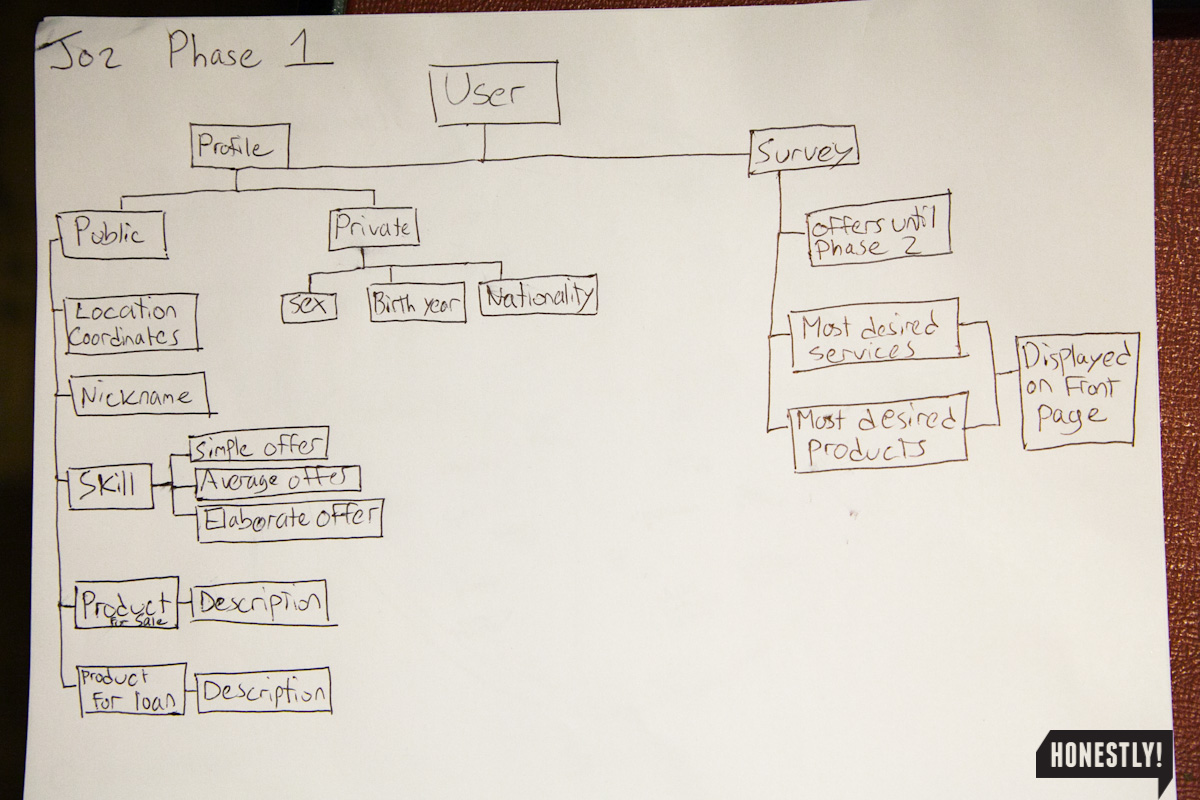 Joz Phase 1
User
Profile
Survey
Public
Private
Sex
Birth year
Nationality
Location
Coordinates
Nickname
Skill
Simple offer
Average offer
Elaborate offer
Product
For Sale
Description
Product
For loan
Description
offers until
Phase 2
Most desired
services
Most desired
Products
Displayed
on Front
Page
HONESTLY!